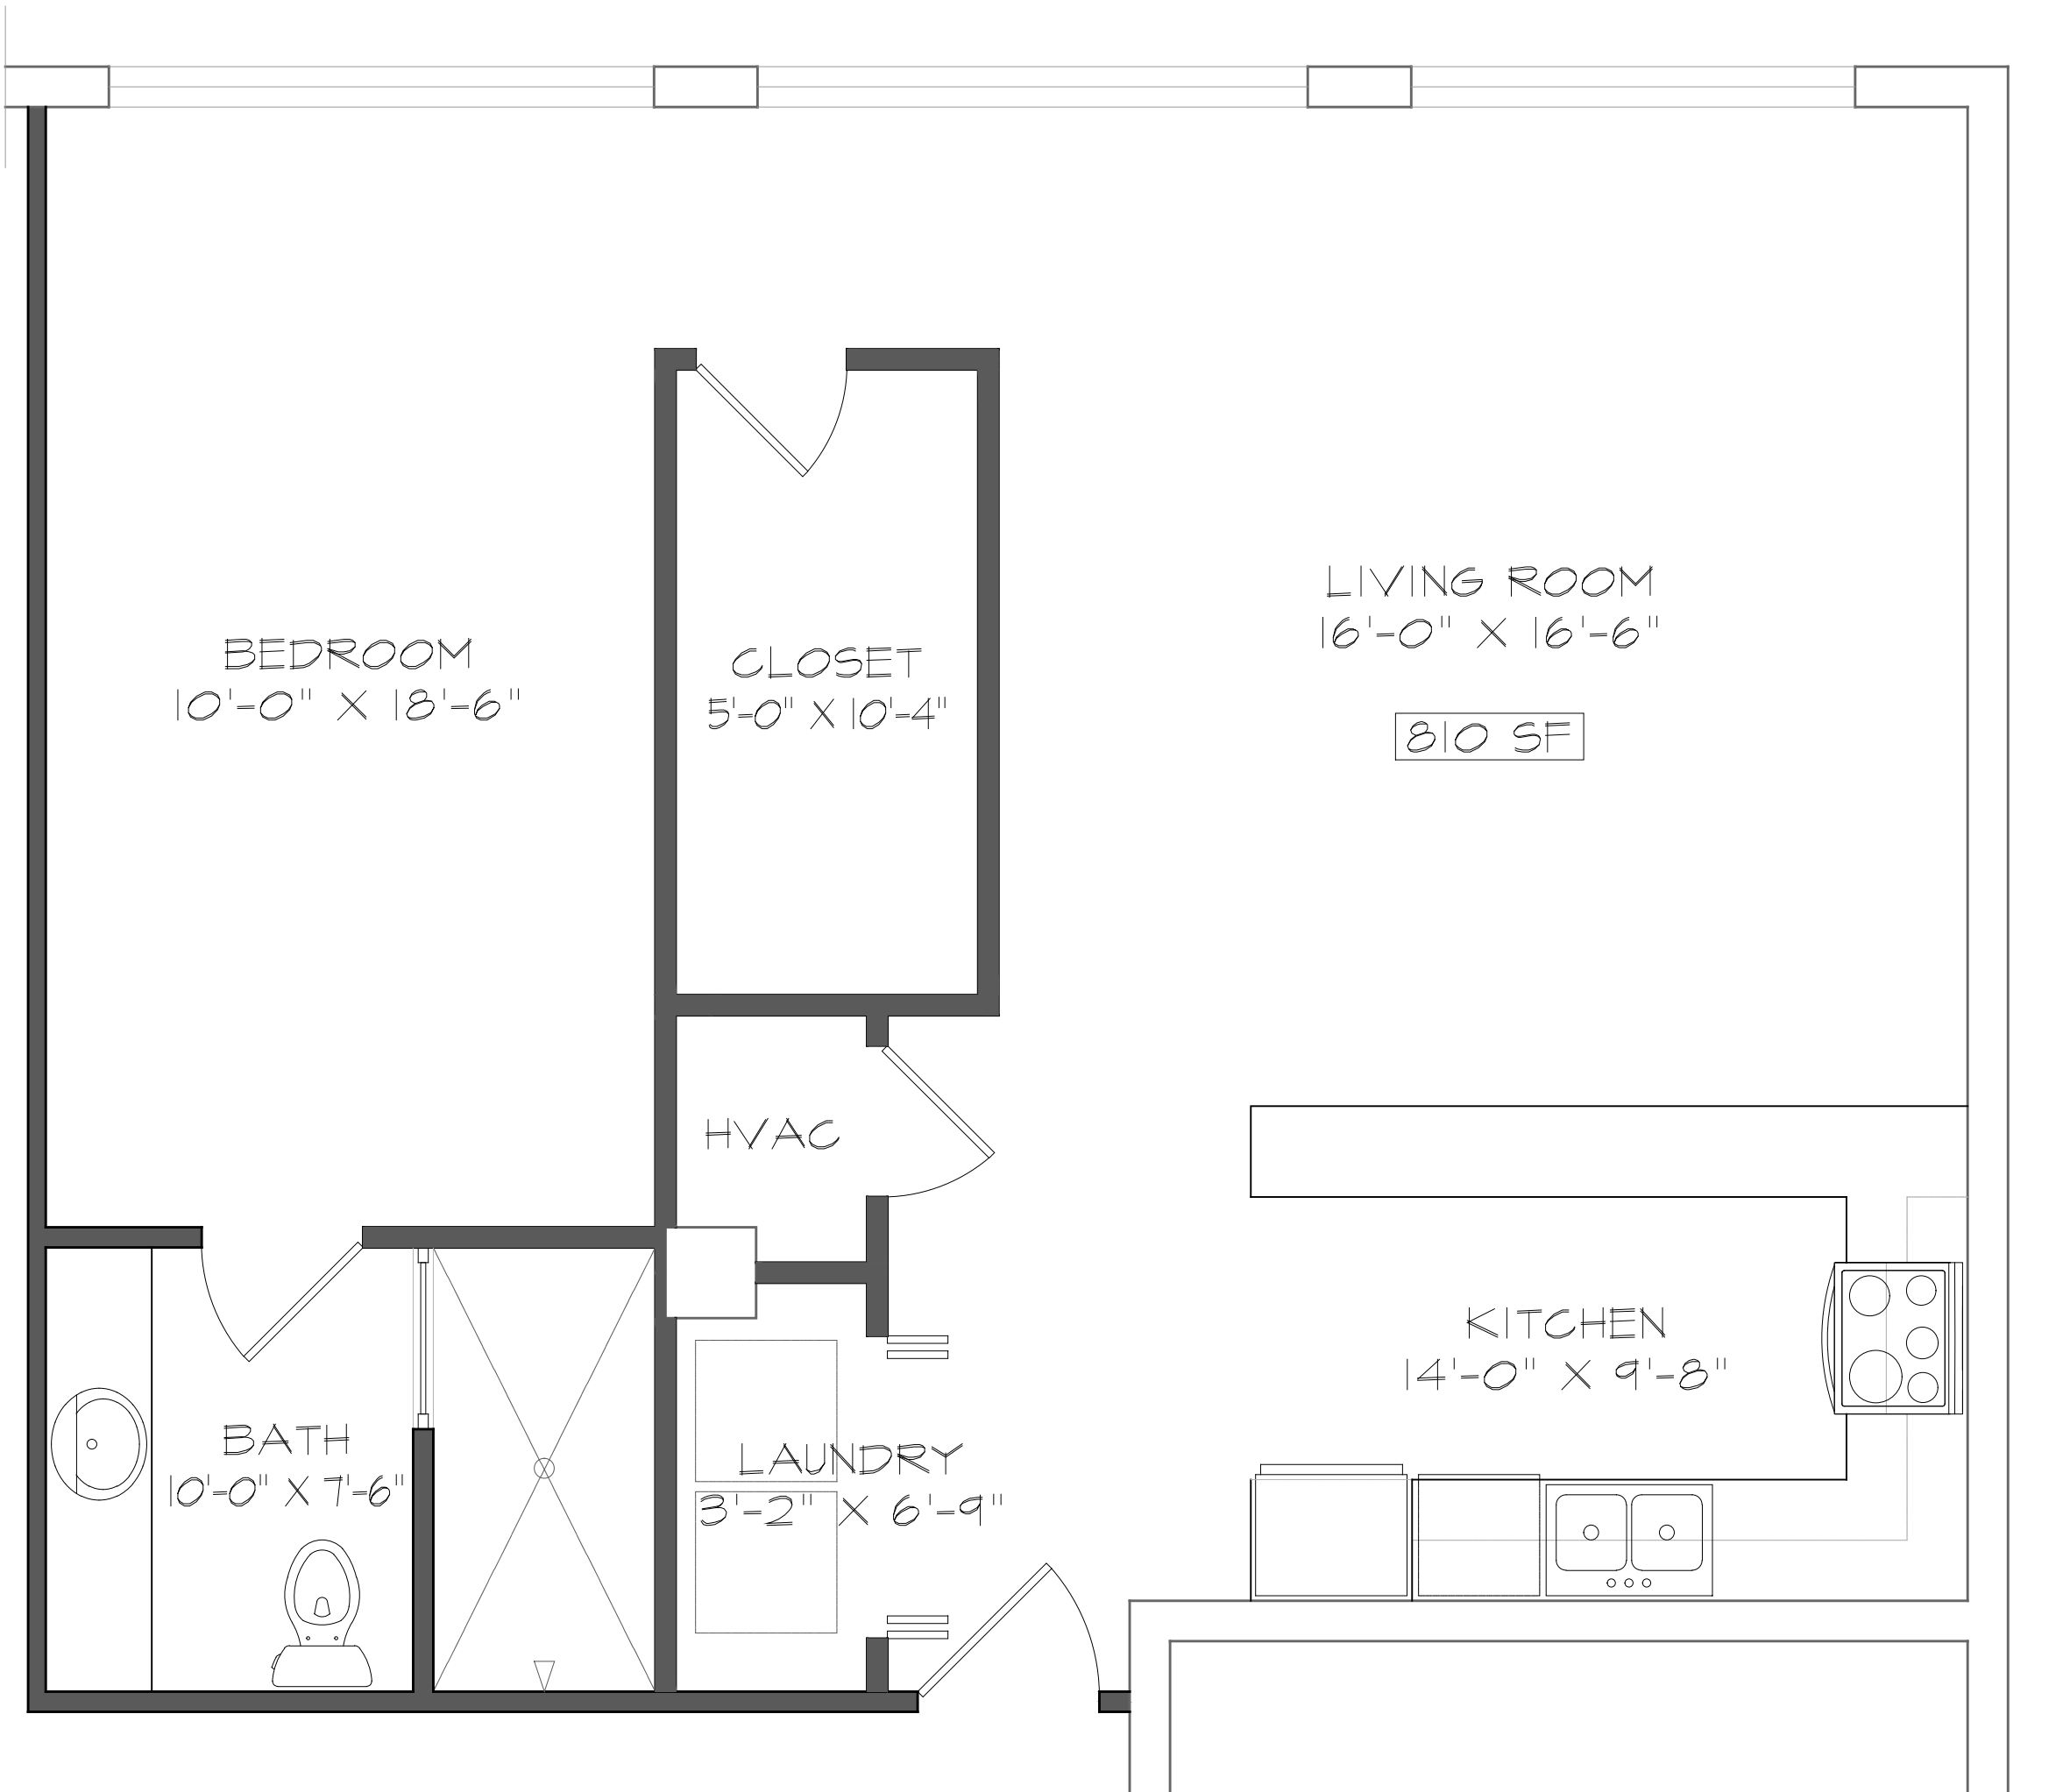 LIVING ROOM
16'-0" X 16'-6"
810 SF
BEDROOM
10'-0" X 18'-6"
CLOSET
5'-0" X 10'-4"
HVAC
KITCHEN
14'-0" X 9'-8"
BATH
10'-0" X 7'-6"
LAUNDRY
3'-2" X 6'-9"